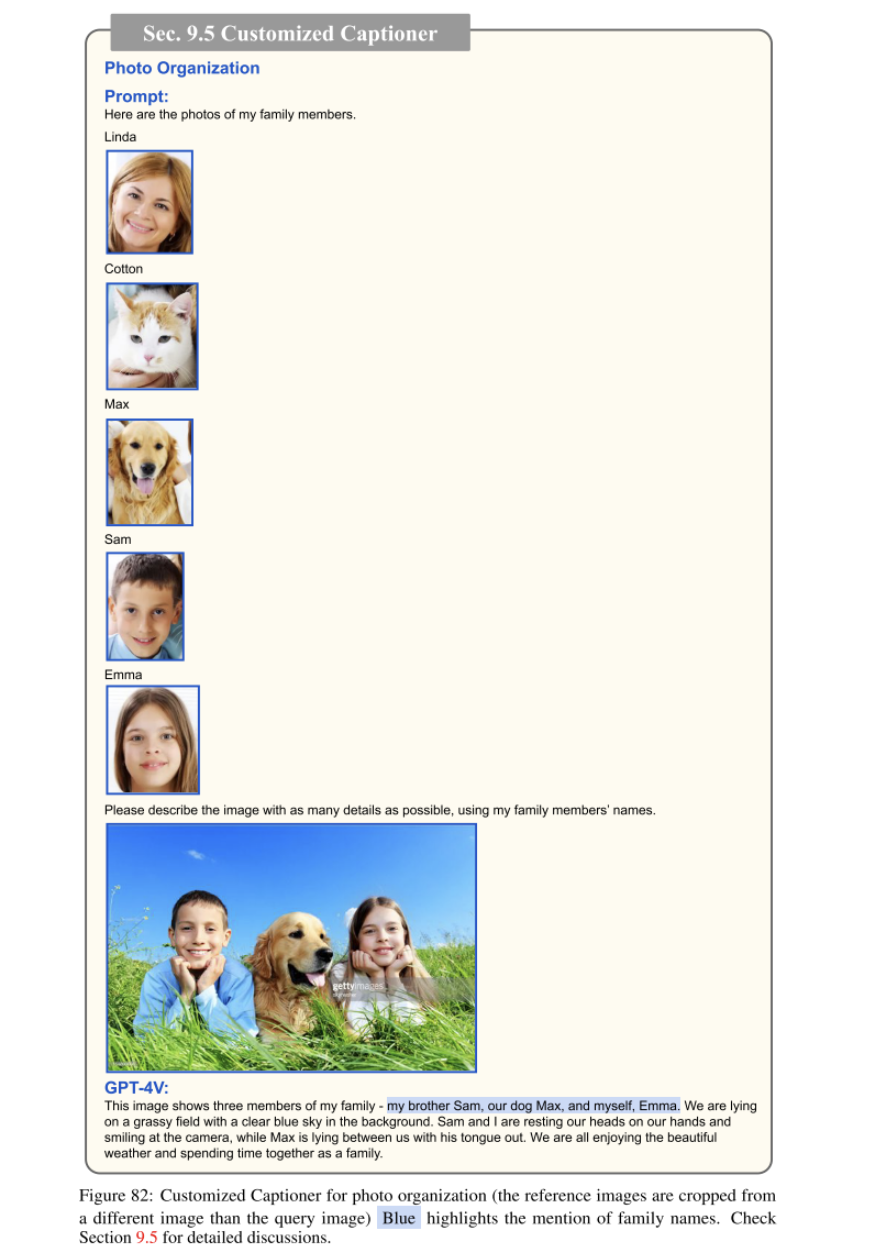 Sec. 9.5 Customized Captioner
Photo Organization
Prompt:
Here are the photos of my family members.
Linda
Cotton
Max
Sam
Emma
Please describe the image with as many details as possible, using my family members’ names.
gettyimages
GPT-4V:
This image shows three members of my family - my brother Sam, our dog Max, and myself, Emma. We are lying
on a grassy field with a clear blue sky in the background. Sam and I are resting our heads on our hands and
smiling at the camera, while Max is lying between us with his tongue out. We are all enjoying the beautiful
weather and spending time together as a family.
Figure 82: Customized Captioner for photo organization (the reference images are cropped from
a different image than the query image) Blue highlights the mention of family names. Check
Section 9.5 for detailed discussions.